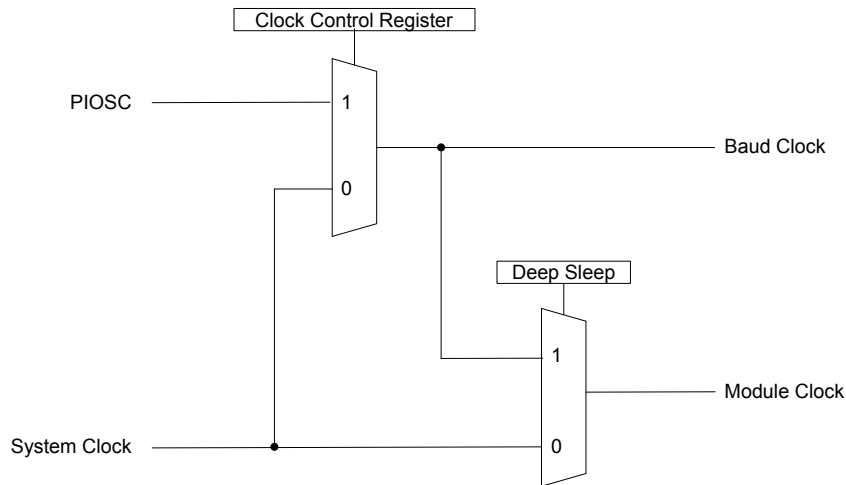 Clock Control Register
PIOSC
1
Baud Clock
0
Deep Sleep
1
Module Clock
System Clock
0